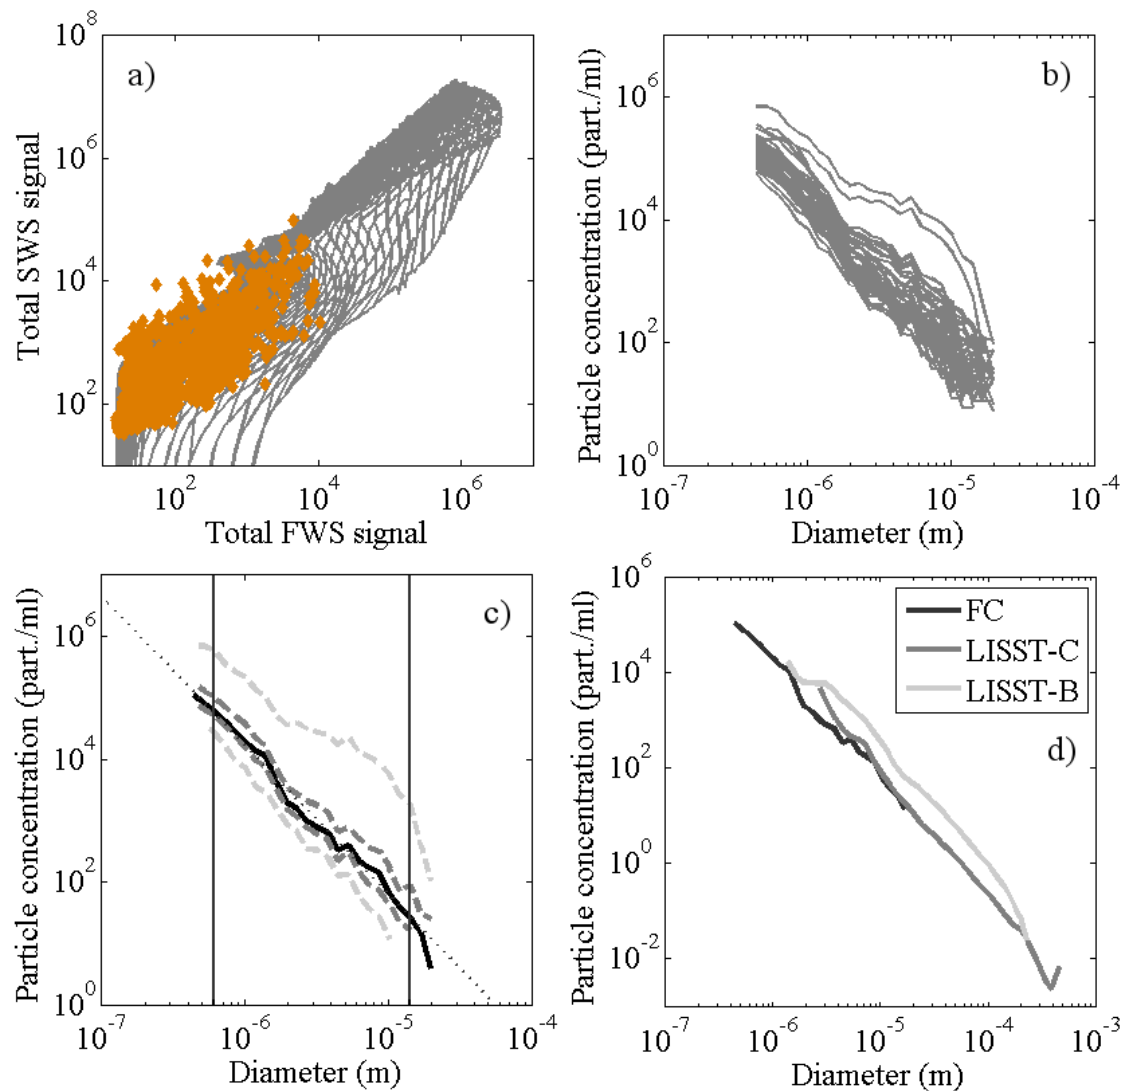 a)
Total SWS signal
10^8
10^6
10^4
10^2
10^2
10^4
10^6
Total FWS signal
b)
Particle concentration (part./ml)
10^6
10^4
10^2
10^0
10^-7
10^-6
10^-5
10^-4
Diameter (m)
c)
Particle concentration (part./ml)
10^6
10^4
10^2
10^0
10^-7
10^-6
10^-5
10^-4
Diameter (m)
d)
FC
LISST-C
LISST-B
Particle concentration (part./ml)
10^6
10^4
10^2
10^0
10^-2
10^-7
10^-6
10^-5
10^-4
10^-3
Diameter (m)